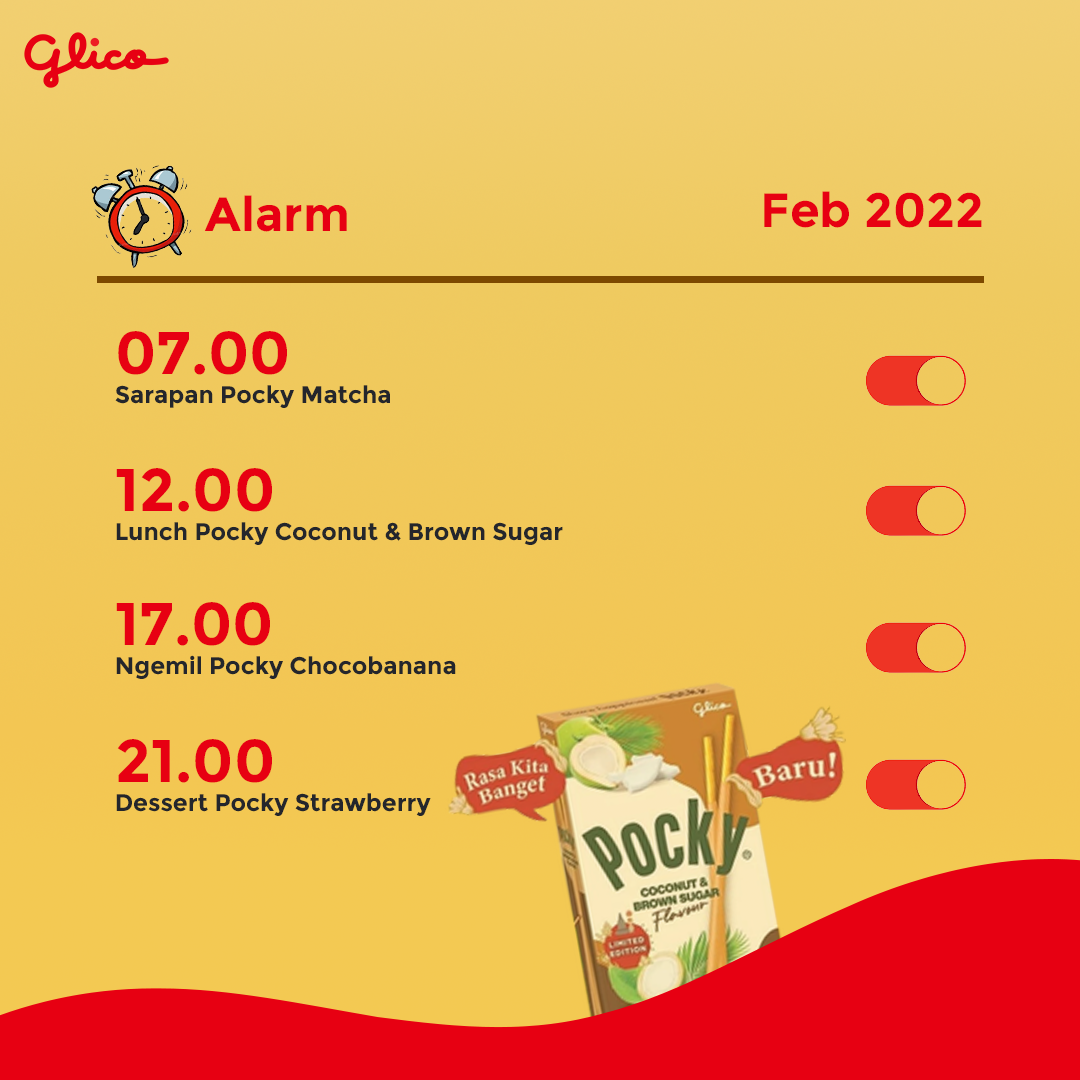 Glico
Alarm
Feb 2022
07.00
Sarapan Pocky Matcha
12.00
Lunch Pocky Coconut & Brown Sugar
17.00
Ngemil Pocky Chocobanana
21.00
Dessert Pocky Strawberry
Glico
Rasa Kita
Banget
Baru!
Pocky®
COCONUT &
BROWN SUGAR
Flavour
LIMITED
EDITION